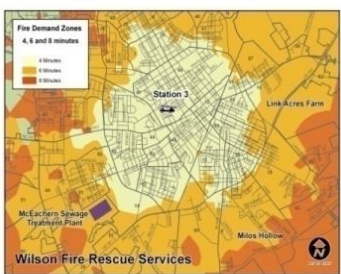 Fire Demand Zones
4, 6 and 8 minutes
4 Minutes
6 Minutes
8 Minutes
Station 3
Link Acres Farm
McEachern Sewage
Treatment Plant
Milos Hollow
Wilson Fire Rescue Services
N